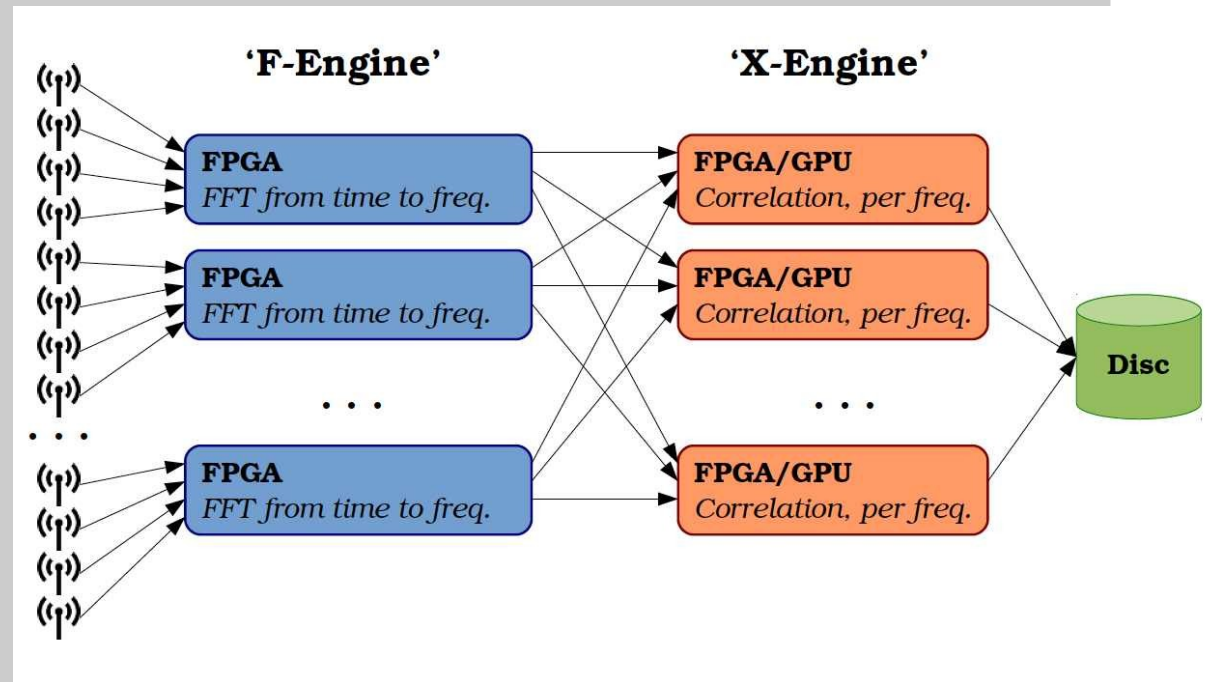 ‘F-Engine’
‘X-Engine’
FPGA
FFT from time to freq.
FPGA/GPU
Correlation, per freq.
FPGA
FFT from time to freq.
FPGA/GPU
Correlation, per freq.
Disc
. . .
. . .
. . .
FPGA
FFT from time to freq.
FPGA/GPU
Correlation, per freq.